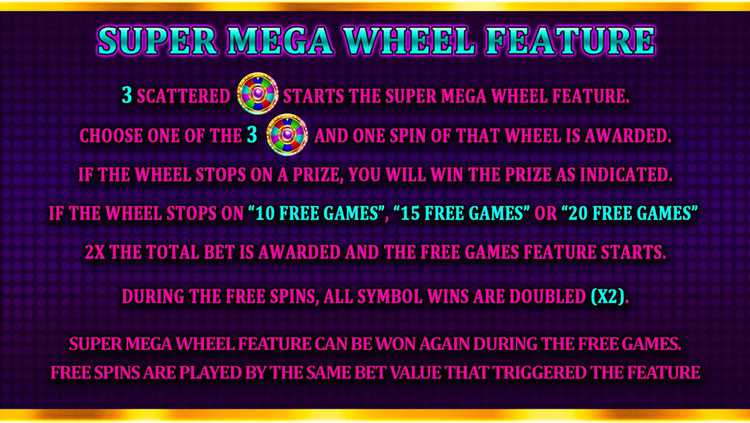 SUPER MEGA WHEEL FEATURE
3 SCATTERED STARTS THE SUPER MEGA WHEEL FEATURE.
CHOOSE ONE OF THE 3 AND ONE SPIN OF THAT WHEEL IS AWARDED.
IF THE WHEEL STOPS ON A PRIZE, YOU WILL WIN THE PRIZE AS INDICATED.
IF THE WHEEL STOPS ON “10 FREE GAMES”, “15 FREE GAMES” OR “20 FREE GAMES”
2X THE TOTAL BET IS AWARDED AND THE FREE GAMES FEATURE STARTS.
DURING THE FREE SPINS, ALL SYMBOL WINS ARE DOUBLED (X2).
SUPER MEGA WHEEL FEATURE CAN BE WON AGAIN DURING THE FREE GAMES.
FREE SPINS ARE PLAYED BY THE SAME BET VALUE THAT TRIGGERED THE FEATURE